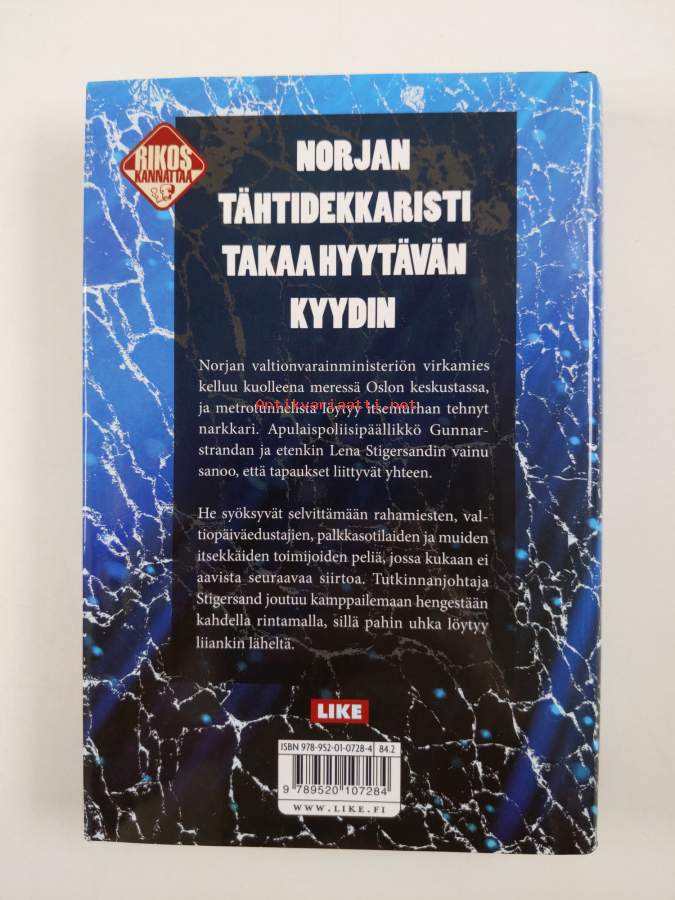 RIKOS
KANNATTAA
NORJAN
TÄHTIDEKKARISTI
TAKAA HYYTÄVÄN
KYYDIN
Norjan valtionvarainministeriön virkamies
kelluu kuolleena meressä Oslon keskustassa,
ja metrotunnelista löytyy itsemurhan tehnyt
Antikvariaatti.net
narkkari. Apulaispoliisipäällikkö Gunnar-
strandan ja etenkin Lena Stigersandin vainu
sanoo, että tapaukset liittyvät yhteen.
He syöksyvät selvittämään rahamiesten, val-
tiopäiväedustajien, palkkasotilaiden ja muiden
itsekkäiden toimijoiden peliä, jossa kukaan ei
aavista seuraavaa siirtoa. Tutkinnanjohtaja
Stigersand joutuu kamppailemaan hengestään
kahdella rintamalla, sillä pahin uhka löytyy
liiankin läheltä.
LIKE
ISBN 978-952-01-0728-4 84.2
9 789520 107284
WWW.LIKE.FI